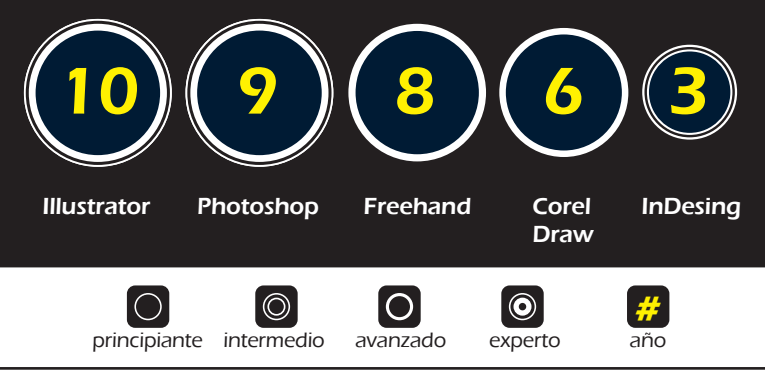 10 9 8 6 3
Illustrator Photoshop Freehand Corel Draw InDesing
# 
principiante intermedio avanzado experto año